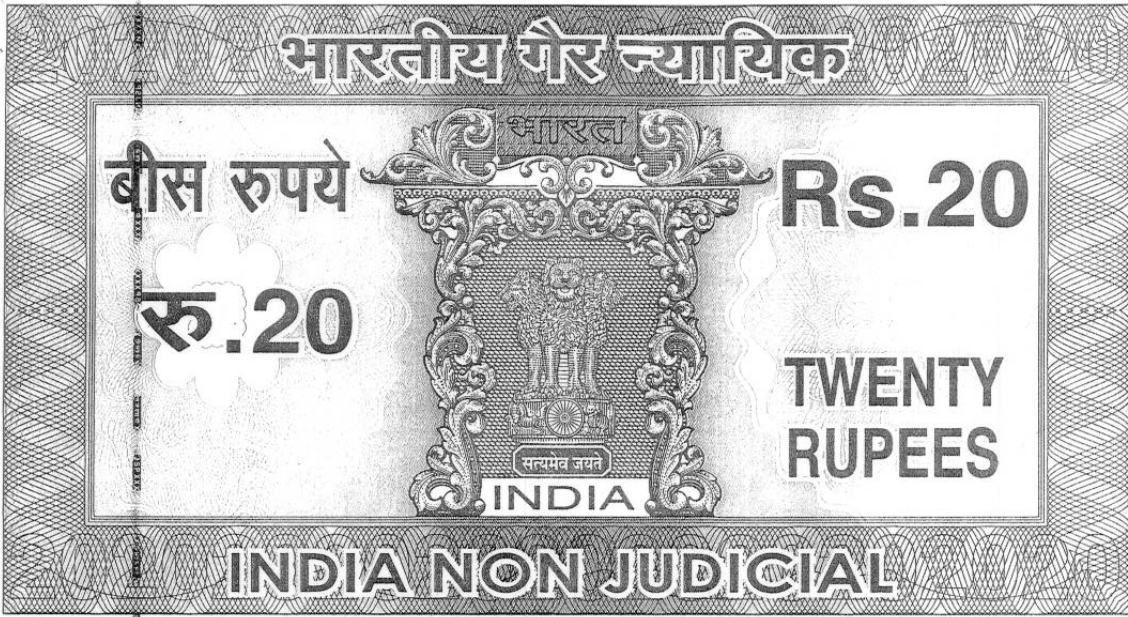 भारतीय गैर न्यायिक
भारत
बीस रुपये
Rs.20
रु.20
TWENTY
RUPEES
सत्यमेव जयते
INDIA
INDIA NON JUDICIAL